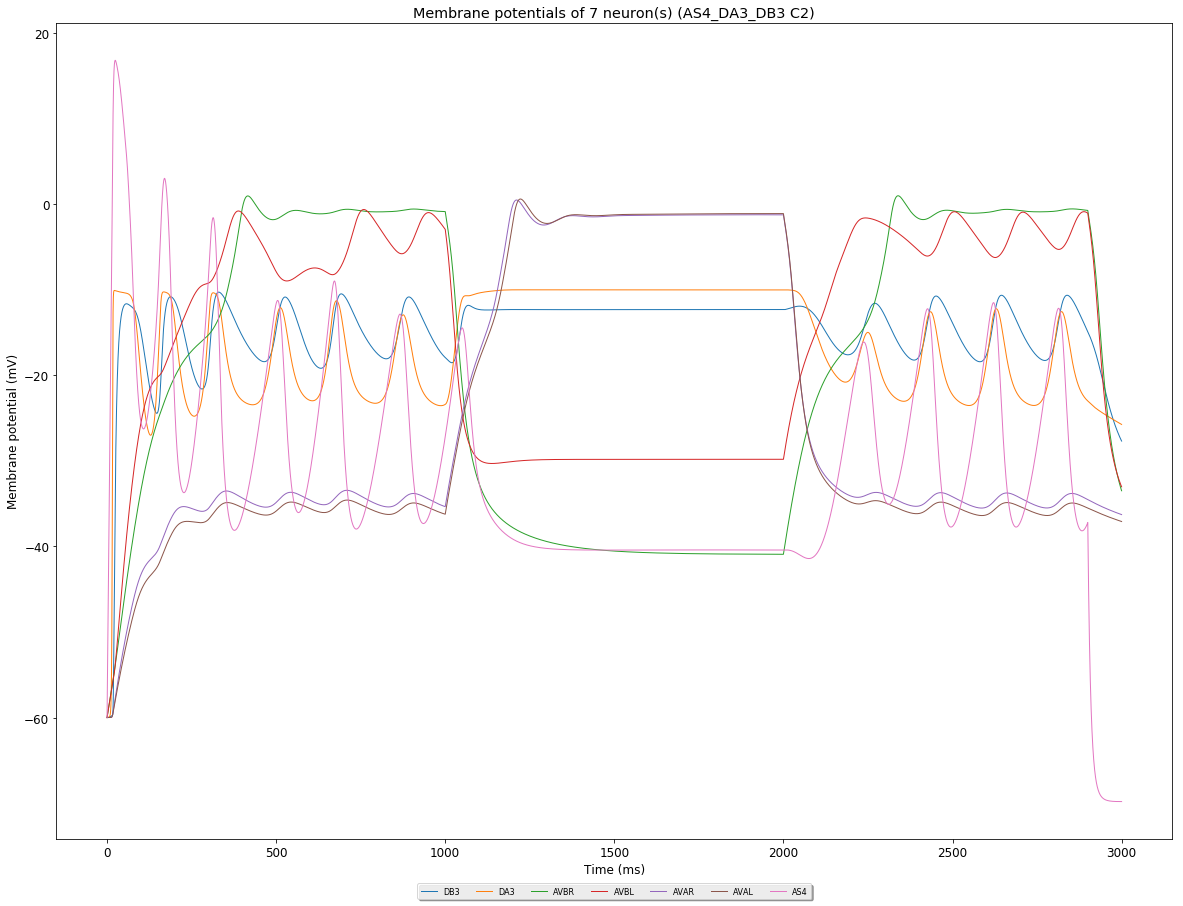 Membrane potentials of 7 neuron(s) (AS4_DA3_DB3 C2)
20
0
−20
−40
−60
Membrane potential (mV)
0 500 1000 1500 2000 2500 3000
Time (ms)
DB3 DA3 AVBR AVBL AVAR AVAL AS4